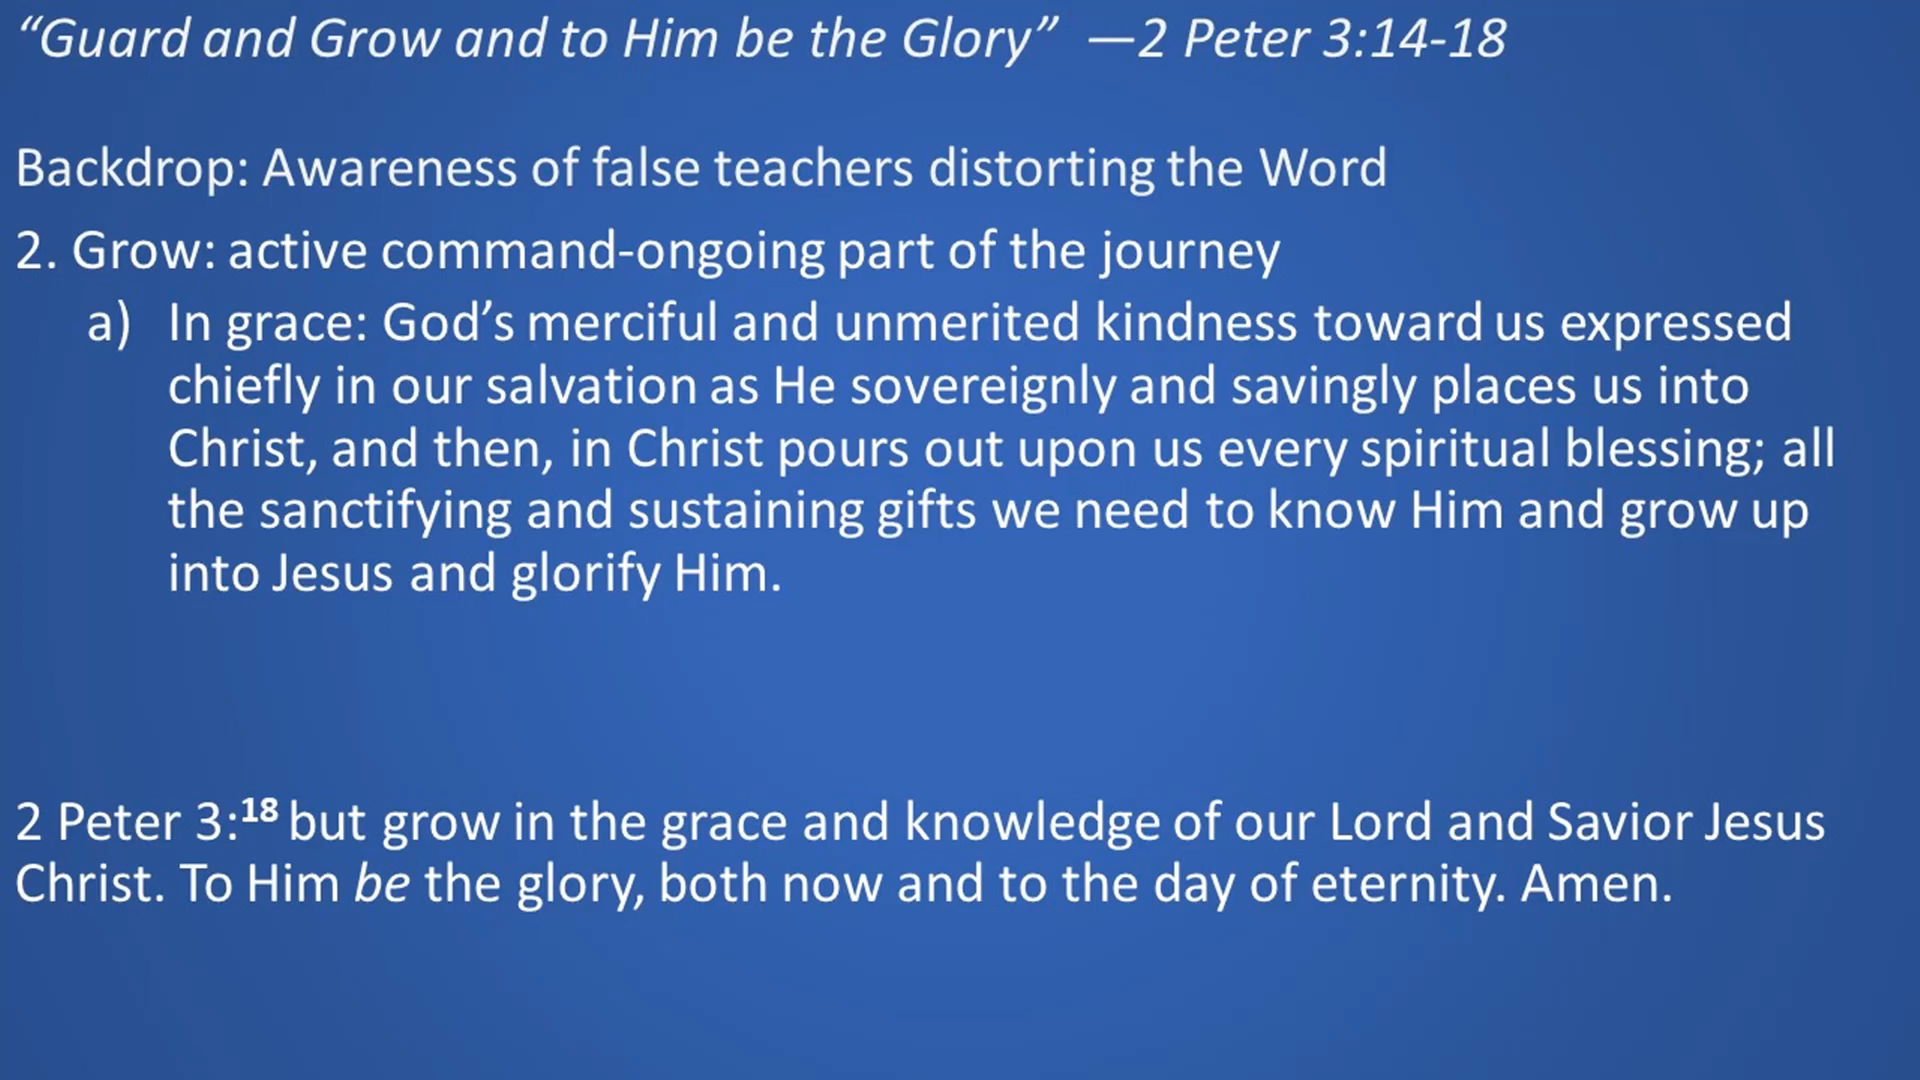 “Guard and Grow and to Him be the Glory” —2 Peter 3:14-18
Backdrop: Awareness of false teachers distorting the Word
2. Grow: active command-ongoing part of the journey
a) In grace: God’s merciful and unmerited kindness toward us expressed
chiefly in our salvation as He sovereignly and savingly places us into
Christ, and then, in Christ pours out upon us every spiritual blessing; all
the sanctifying and sustaining gifts we need to know Him and grow up
into Jesus and glorify Him.
2 Peter 3:18 but grow in the grace and knowledge of our Lord and Savior Jesus
Christ. To Him be the glory, both now and to the day of eternity. Amen.